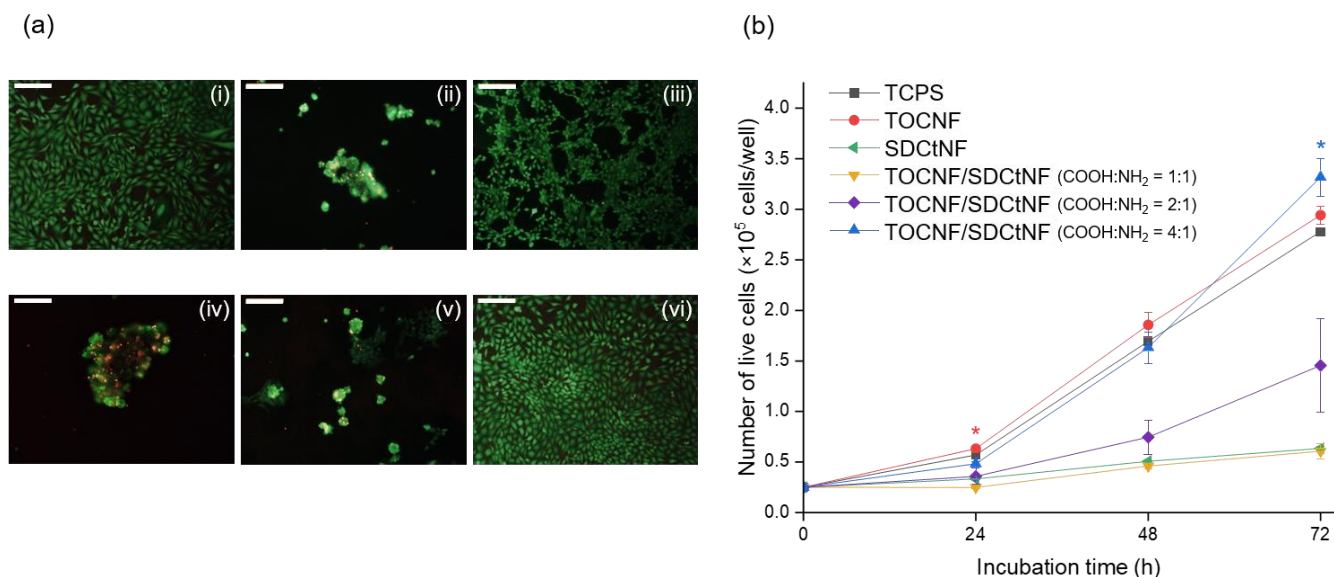 (a)
(i)
(ii)
(iii)
(iv)
(v)
(vi)
(b)
Number of live cells (×10⁵ cells/well)
4.0
3.5
3.0
2.5
2.0
1.5
1.0
0.5
0.0
TCPS
TOCNF
SDCtNF
TOCNF/SDCtNF (COOH:NH₂ = 1:1)
TOCNF/SDCtNF (COOH:NH₂ = 2:1)
TOCNF/SDCtNF (COOH:NH₂ = 4:1)
*
*
0 24 48 72
Incubation time (h)